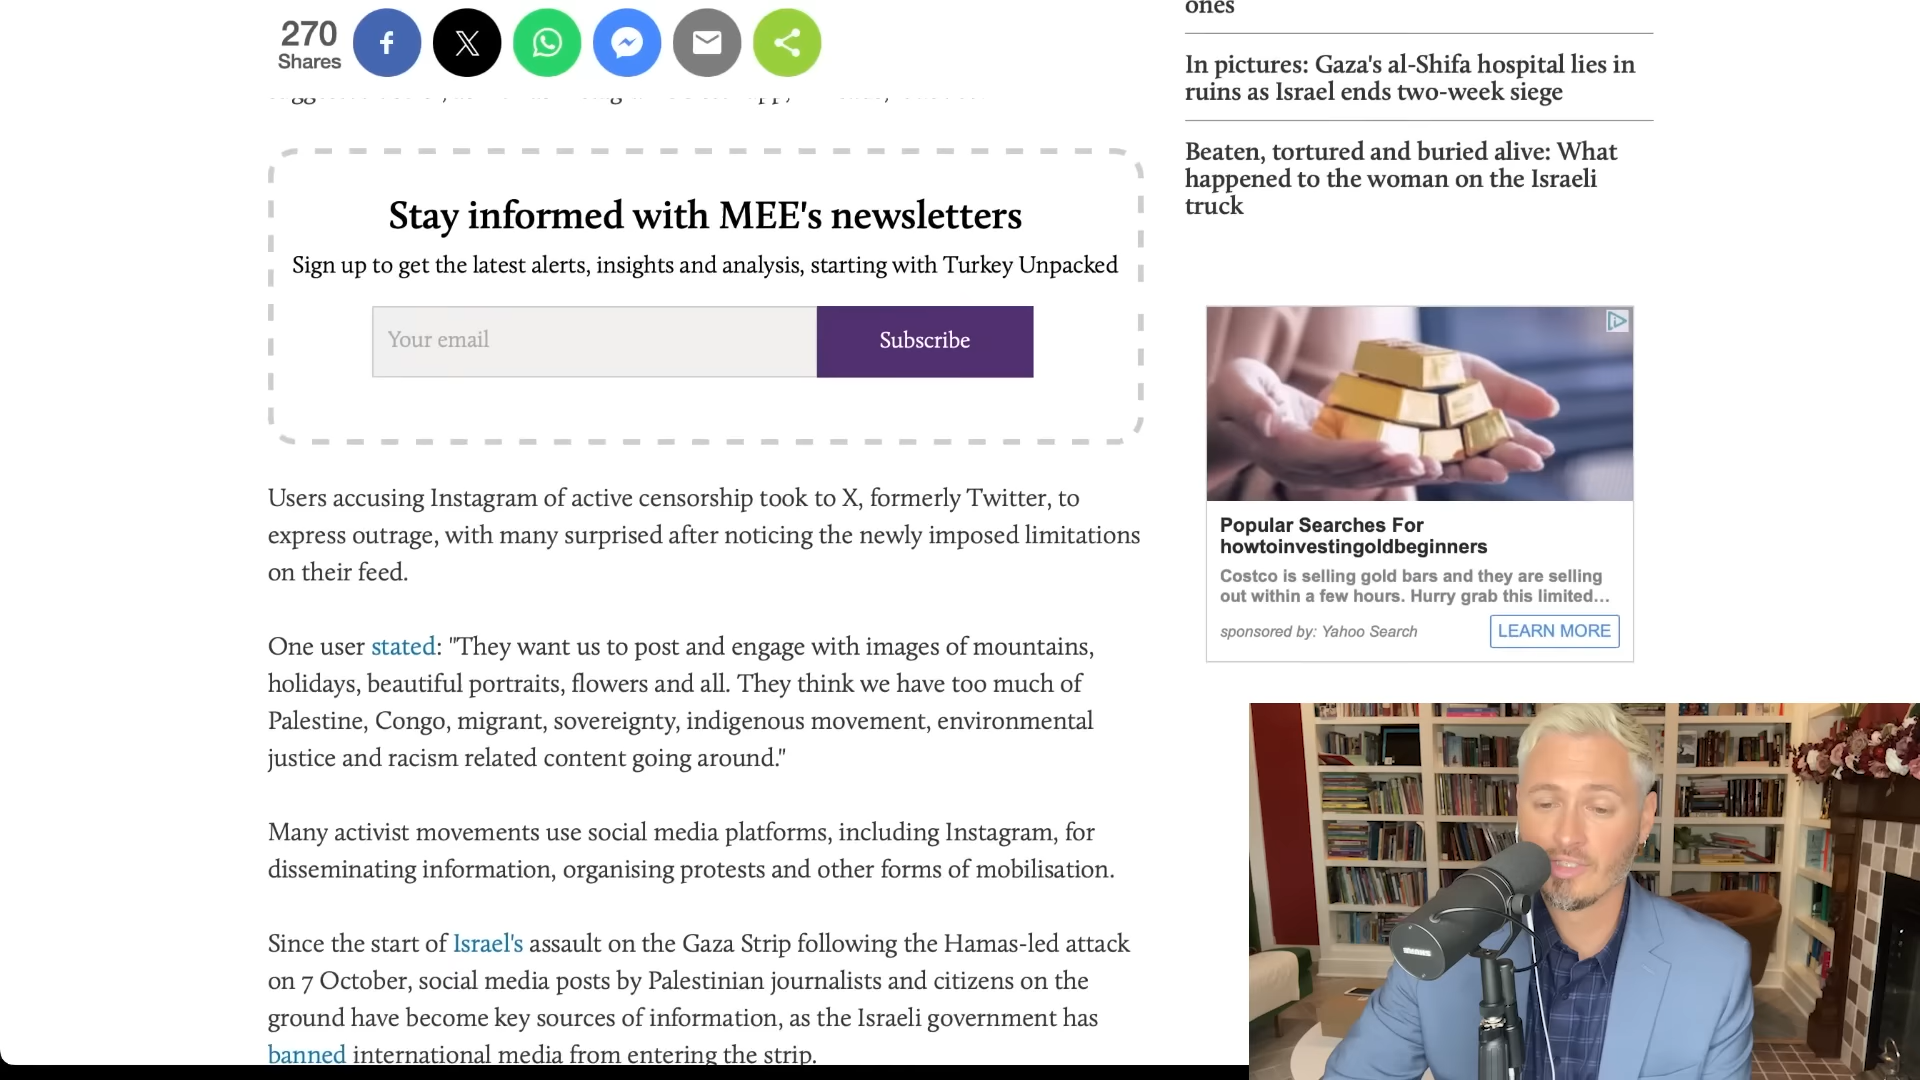 270
Shares
Stay informed with MEE's newsletters
Sign up to get the latest alerts, insights and analysis, starting with Turkey Unpacked
Your email
Subscribe
Users accusing Instagram of active censorship took to X, formerly Twitter, to
express outrage, with many surprised after noticing the newly imposed limitations
on their feed.
One user stated: "They want us to post and engage with images of mountains,
holidays, beautiful portraits, flowers and all. They think we have too much of
Palestine, Congo, migrant, sovereignty, indigenous movement, environmental
justice and racism related content going around."
Many activist movements use social media platforms, including Instagram, for
disseminating information, organising protests and other forms of mobilisation.
Since the start of Israel's assault on the Gaza Strip following the Hamas-led attack
on 7 October, social media posts by Palestinian journalists and citizens on the
ground have become key sources of information, as the Israeli government has
banned international media from entering the strip.
ones
In pictures: Gaza's al-Shifa hospital lies in
ruins as Israel ends two-week siege
Beaten, tortured and buried alive: What
happened to the woman on the Israeli
truck
Popular Searches For
howtoinvestingoldbeginners
Costco is selling gold bars and they are selling
out within a few hours. Hurry grab this limited...
sponsored by: Yahoo Search
LEARN MORE